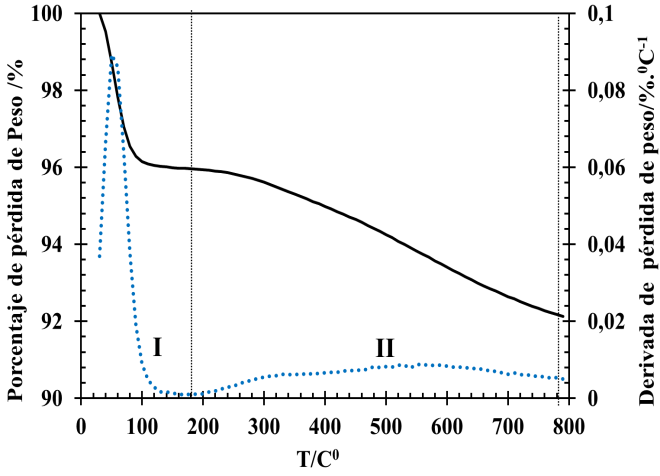 Porcentaje de pérdida de Peso /%
100
98
96
94
92
90
0 100 200 300 400 500 600 700 800
T/C⁰
I
II
0,1
0,08
0,06
0,04
0,02
0
Derivada de pérdida de peso/%.⁰C⁻¹